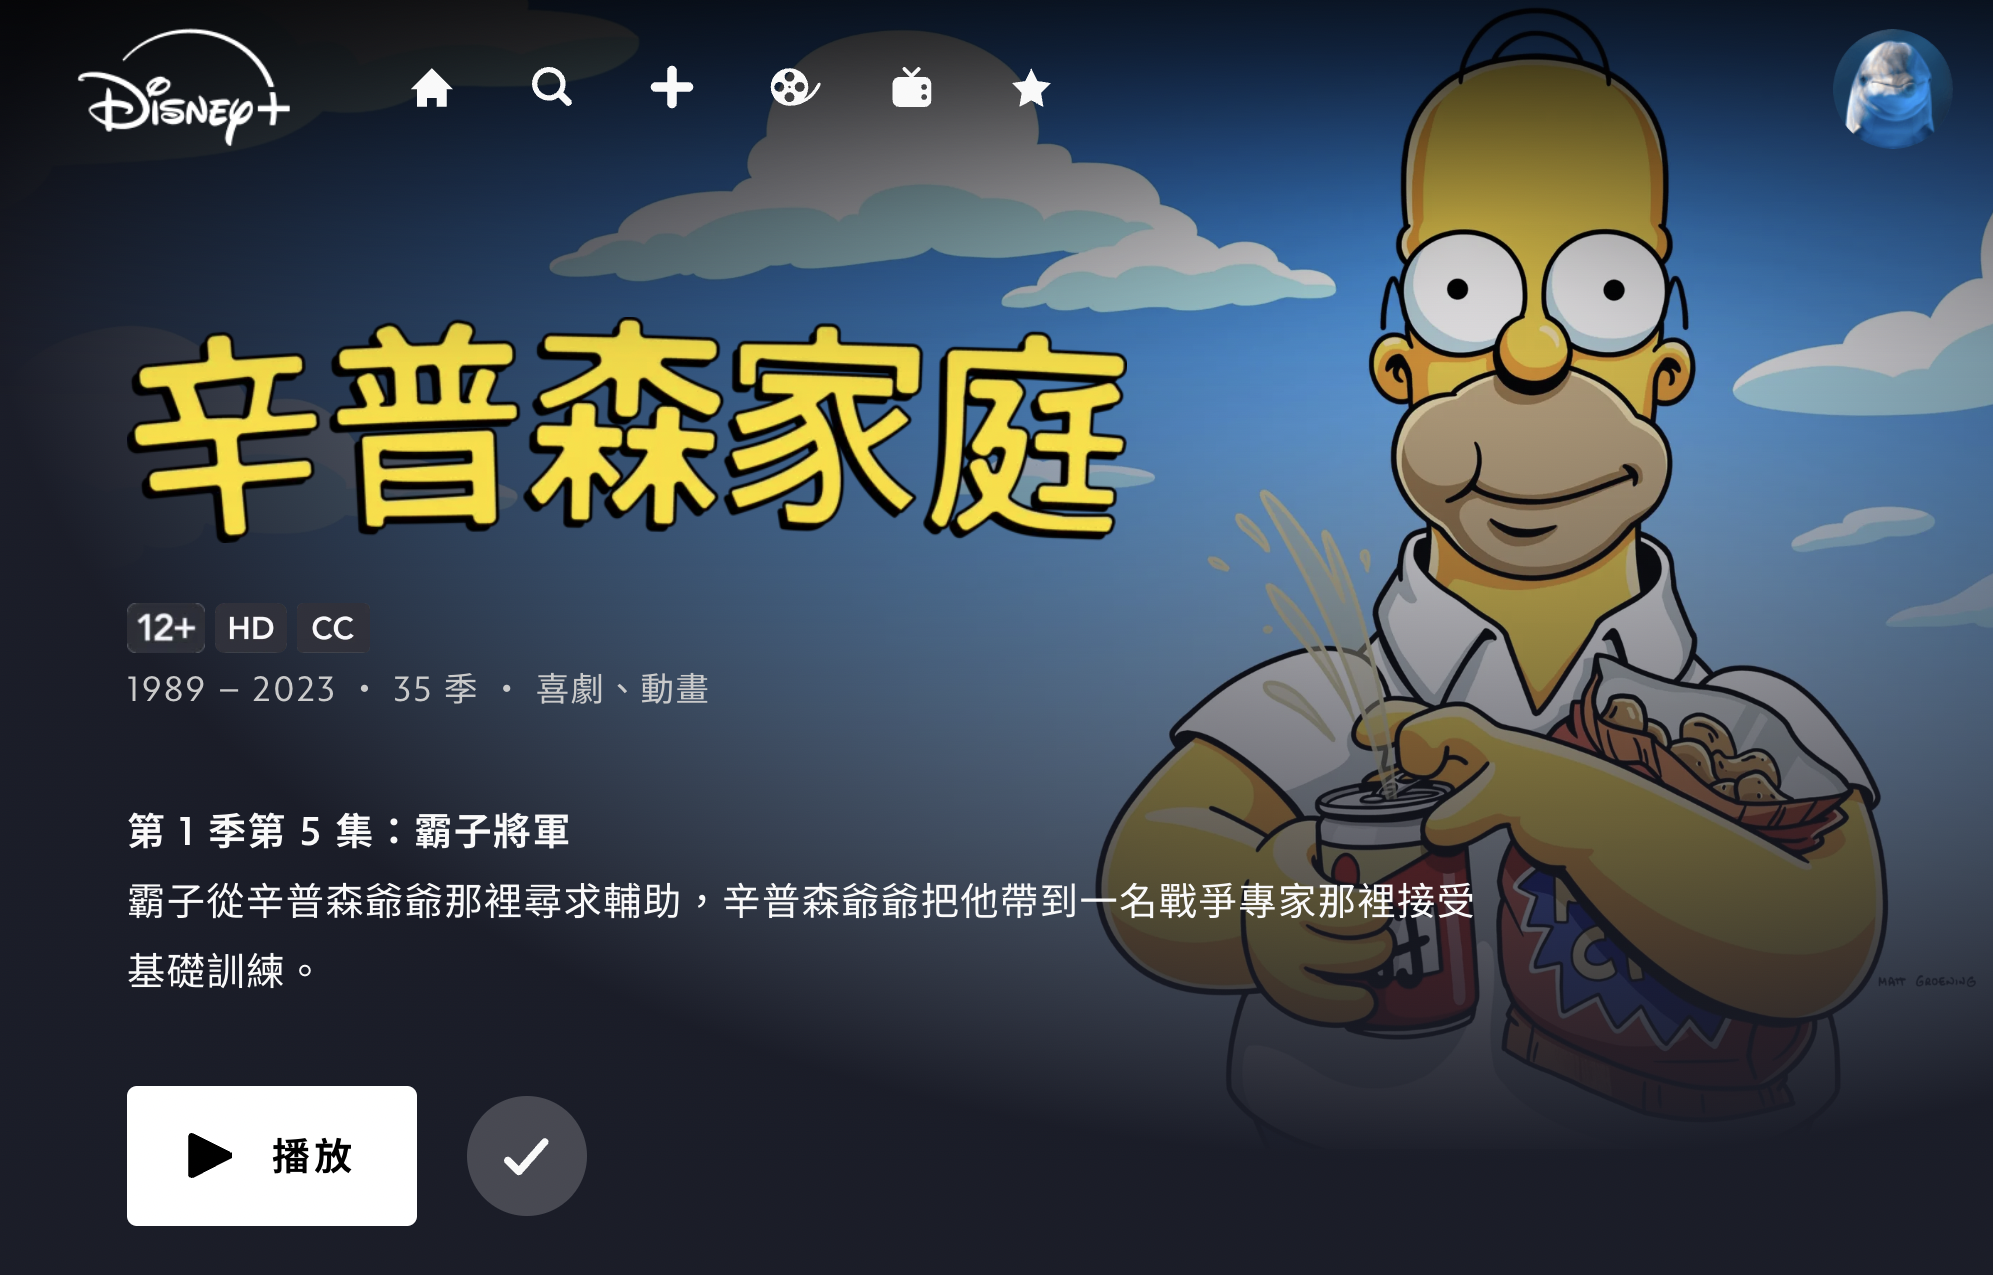 Disney+
辛普森家庭
12+ HD CC
1989 – 2023 • 35 季 • 喜劇、動畫
第 1 季第 5 集：霸子將軍
霸子從辛普森爺爺那裡尋求輔助，辛普森爺爺把他帶到一名戰爭專家那裡接受
基礎訓練。
MATT GROENING
播放